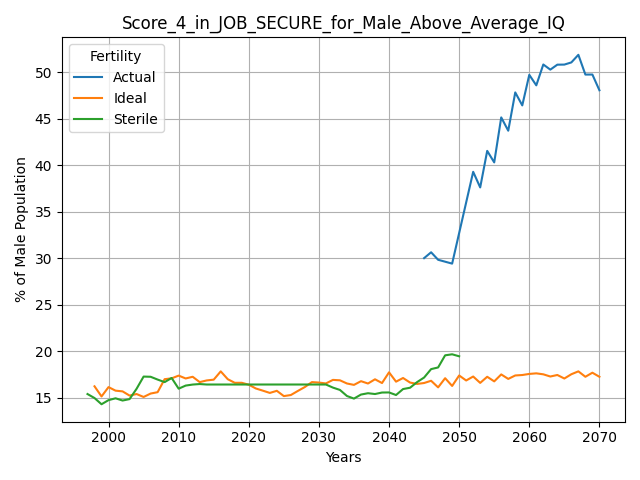 Score_4_in_JOB_SECURE_for_Male_Above_Average_IQ
Fertility
Actual
Ideal
Sterile
% of Male Population
50
45
40
35
30
25
20
15
2000 2010 2020 2030 2040 2050 2060 2070
Years